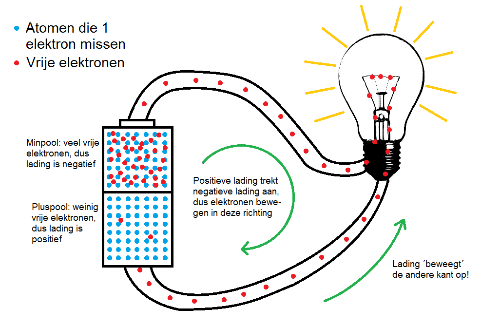 Atomen die 1
elektron missen
Vrije elektronen
Minpool: veel vrije
elektronen, dus
lading is negatief
Pluspool: weinig
vrije elektronen,
dus lading is
positief
Positieve lading trekt
negatieve lading aan,
dus elektronen bewe-
gen in deze richting
Lading ´beweegt´
de andere kant op!